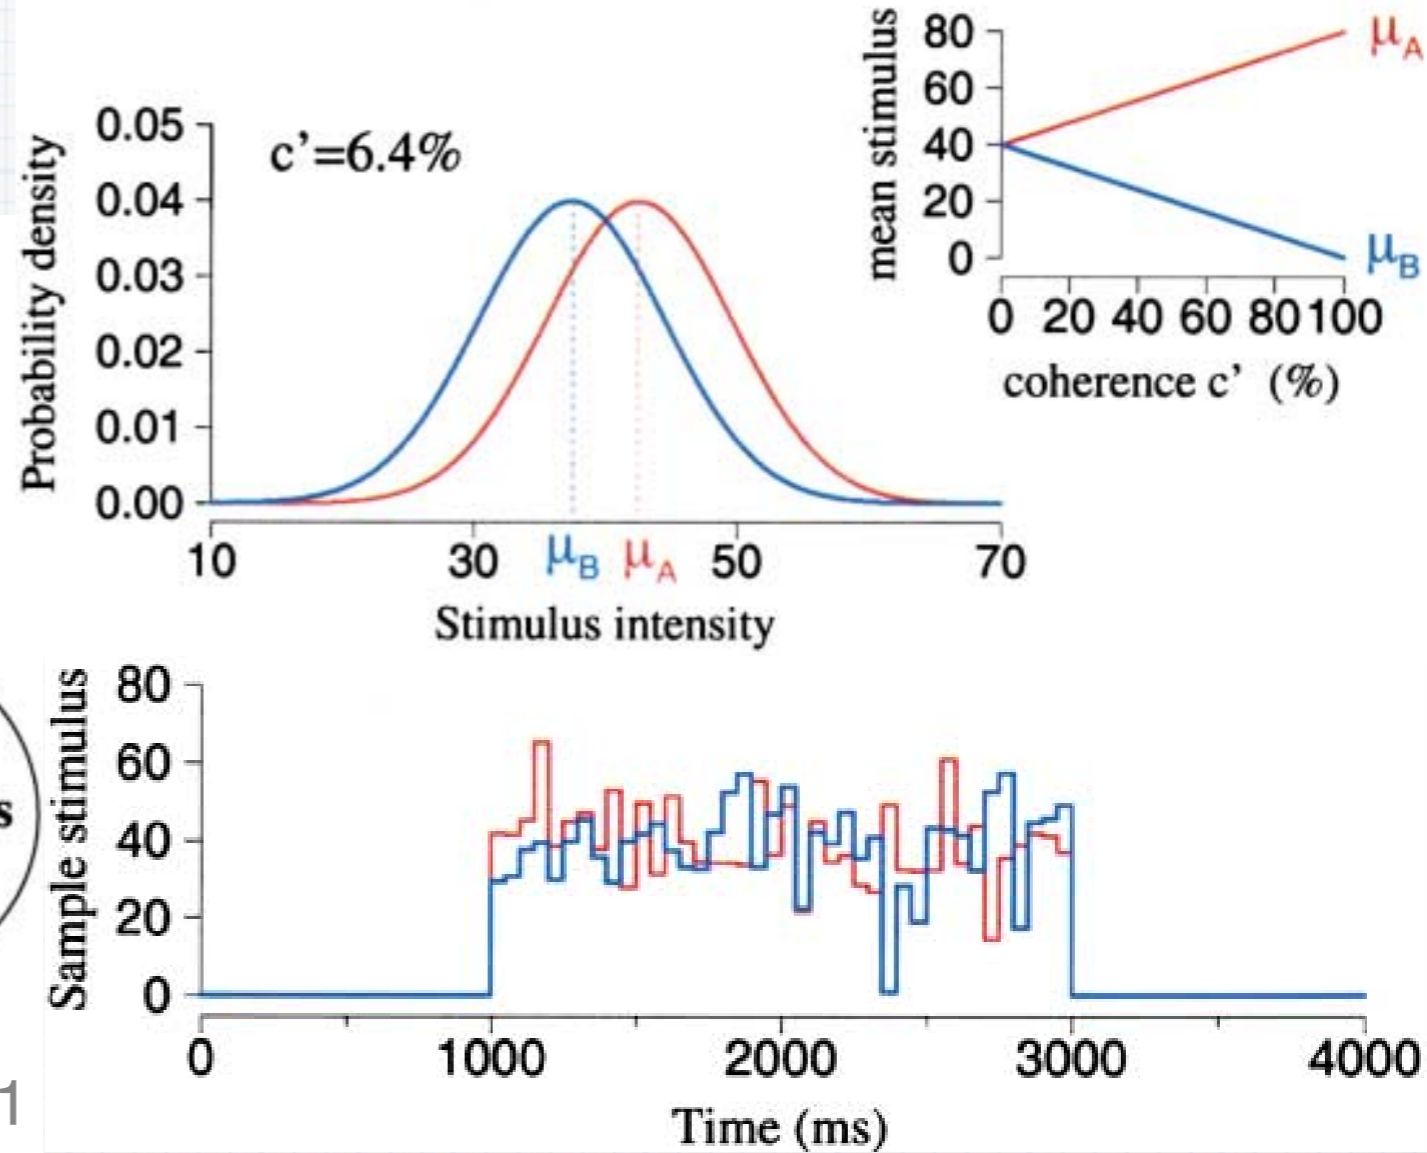 0.05
0.04
0.03
0.02
0.01
0.00
Probability density
c'=6.4%
10 30 μB μA 50 70
Stimulus intensity
80
60
40
20
0
mean stimulus
μA
μB
0 20 40 60 80 100
coherence c' (%)
s
80
60
40
20
0
Sample stimulus
0 1000 2000 3000 4000
Time (ms)
1